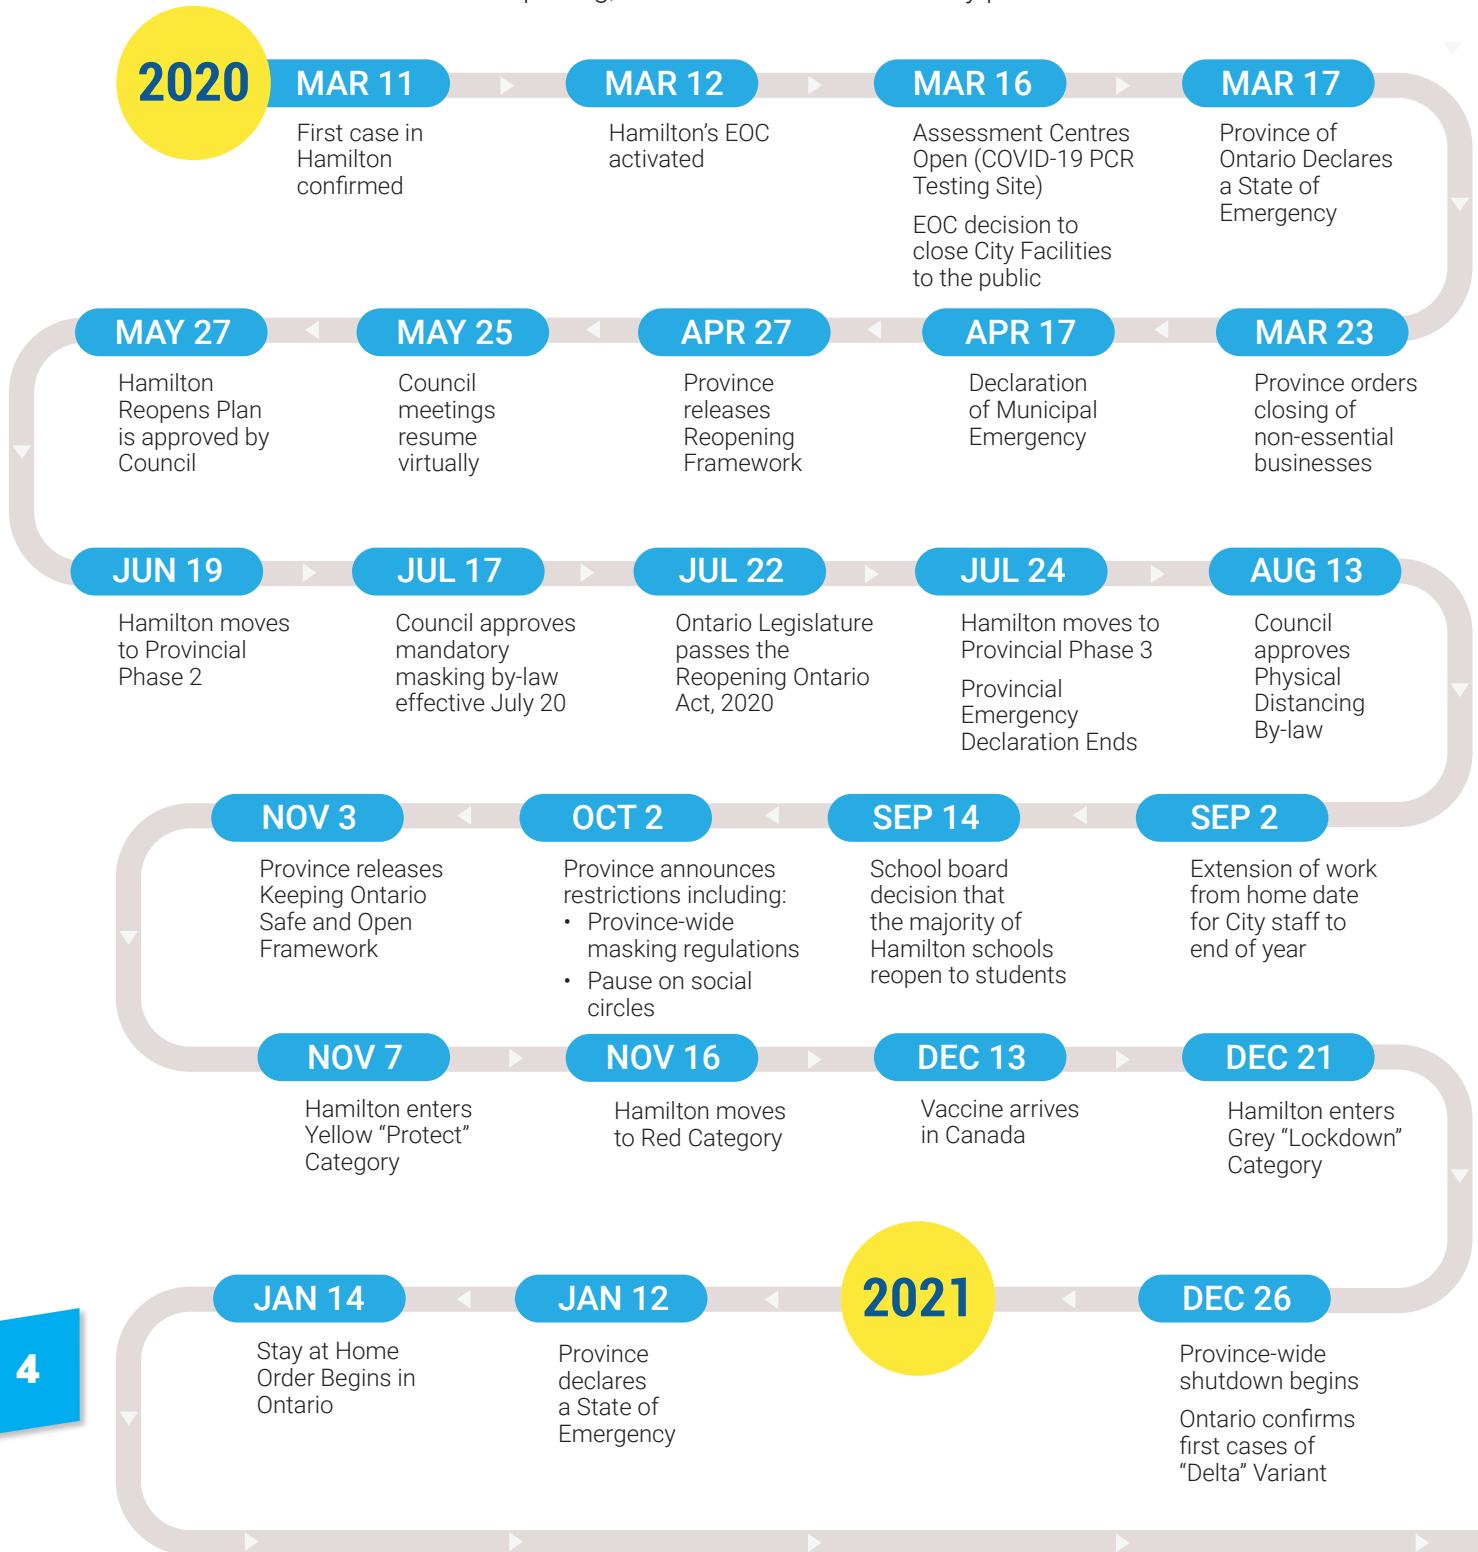 2020
MAR 11
First case in
Hamilton
confirmed
MAR 12
Hamilton's EOC
activated
MAR 16
Assessment Centres
Open (COVID-19 PCR
Testing Site)
EOC decision to
close City Facilities
to the public
MAR 17
Province of
Ontario Declares
a State of
Emergency
MAR 23
Province orders
closing of
non-essential
businesses
APR 17
Declaration
of Municipal
Emergency
APR 27
Province
releases
Reopening
Framework
MAY 25
Council
meetings
resume
virtually
MAY 27
Hamilton
Reopens Plan
is approved by
Council
JUN 19
Hamilton moves
to Provincial
Phase 2
JUL 17
Council approves
mandatory
masking by-law
effective July 20
JUL 22
Ontario Legislature
passes the
Reopening Ontario
Act, 2020
JUL 24
Hamilton moves to
Provincial Phase 3
Provincial
Emergency
Declaration Ends
AUG 13
Council
approves
Physical
Distancing
By-law
SEP 2
Extension of work
from home date
for City staff to
end of year
SEP 14
School board
decision that
the majority of
Hamilton schools
reopen to students
OCT 2
Province announces
restrictions including:
• Province-wide
masking regulations
• Pause on social
circles
NOV 3
Province releases
Keeping Ontario
Safe and Open
Framework
NOV 7
Hamilton enters
Yellow “Protect”
Category
NOV 16
Hamilton moves
to Red Category
DEC 13
Vaccine arrives
in Canada
DEC 21
Hamilton enters
Grey “Lockdown”
Category
DEC 26
Province-wide
shutdown begins
Ontario confirms
first cases of
“Delta” Variant
2021
JAN 12
Province
declares
a State of
Emergency
JAN 14
Stay at Home
Order Begins in
Ontario
4